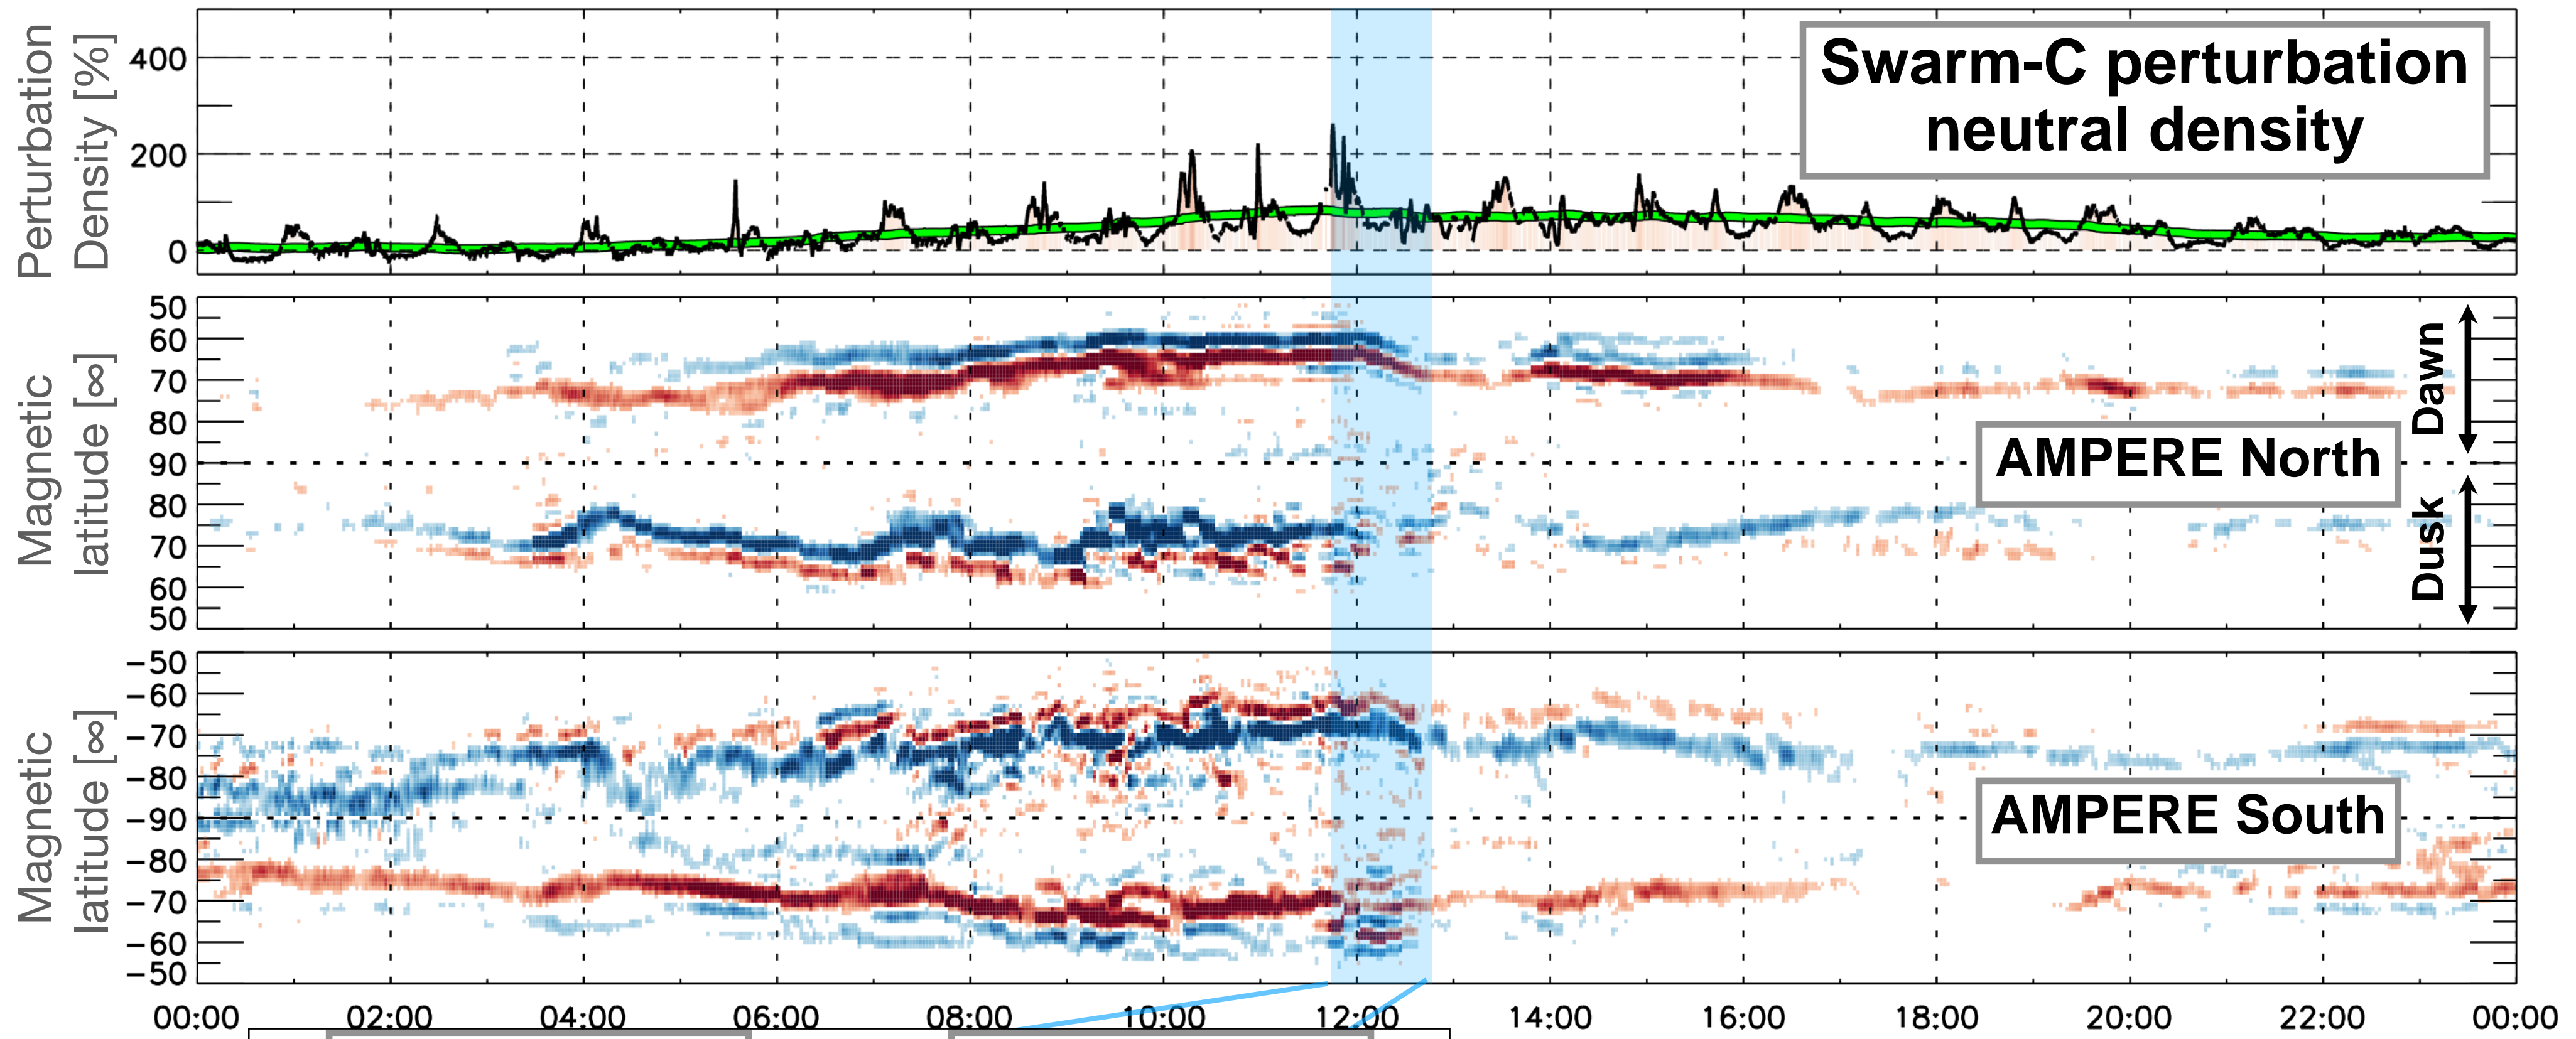 Perturbation
Density [%]
400
200
0
Swarm-C perturbation
neutral density
Magnetic
latitude [∞]
50
60
70
80
90
80
70
60
50
Dawn
AMPERE North
Dusk
Magnetic
latitude [∞]
−50
−60
−70
−80
−90
−80
−70
−60
−50
AMPERE South
00:00 02:00 04:00 06:00 08:00 10:00 12:00 14:00 16:00 18:00 20:00 22:00 00:00